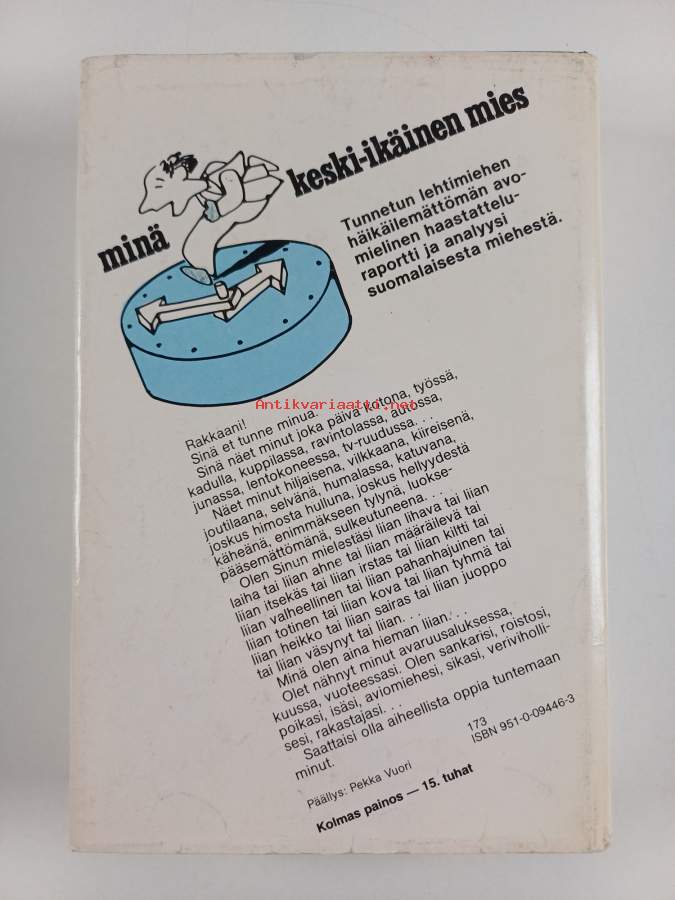 minä
keski-ikäinen mies
Tunnetun lehtimiehen
häikäilemättömän avo-
mielinen haastattelu-
raportti ja analyysi
suomalaisesta miehestä.
Antikvariaatti.net
Rakkaani!
Sinä et tunne minua.
Sinä näet minut joka päivä kotona, työssä,
kadulla, kuppilassa, ravintolassa, autossa,
junassa, lentokoneessa, tv-ruudussa. . .
Näet minut hiljaisena, vilkkaana, kiireisenä,
joutilaana, selvänä, humalassa, katuvana,
joskus himosta hulluna, joskus hellyydestä
käheänä, enimmäkseen tylynä, luokse-
pääsemättömänä, sulkeutuneena. . .
Olen Sinun mielestäsi liian lihava tai liian
laiha tai liian ahne tai liian määräilevä tai
liian itsekäs tai liian irstas tai liian kiltti tai
liian valheellinen tai liian pahanhajuinen tai
liian totinen tai liian kova tai liian tyhmä tai
liian heikko tai liian sairas tai liian juoppo
tai liian väsynyt tai liian. . .
Minä olen aina hieman liian. . .
Olet nähnyt minut avaruusaluksessa,
kuussa, vuoteessasi. Olen sankarisi, roistosi,
poikasi, isäsi, aviomiehesi, sikasi, veriviholli-
sesi, rakastajasi. . .
Saattaisi olla aiheellista oppia tuntemaan
minut.
173
ISBN 951-0-09446-3
Päällys: Pekka Vuori
Kolmas painos — 15. tuhat